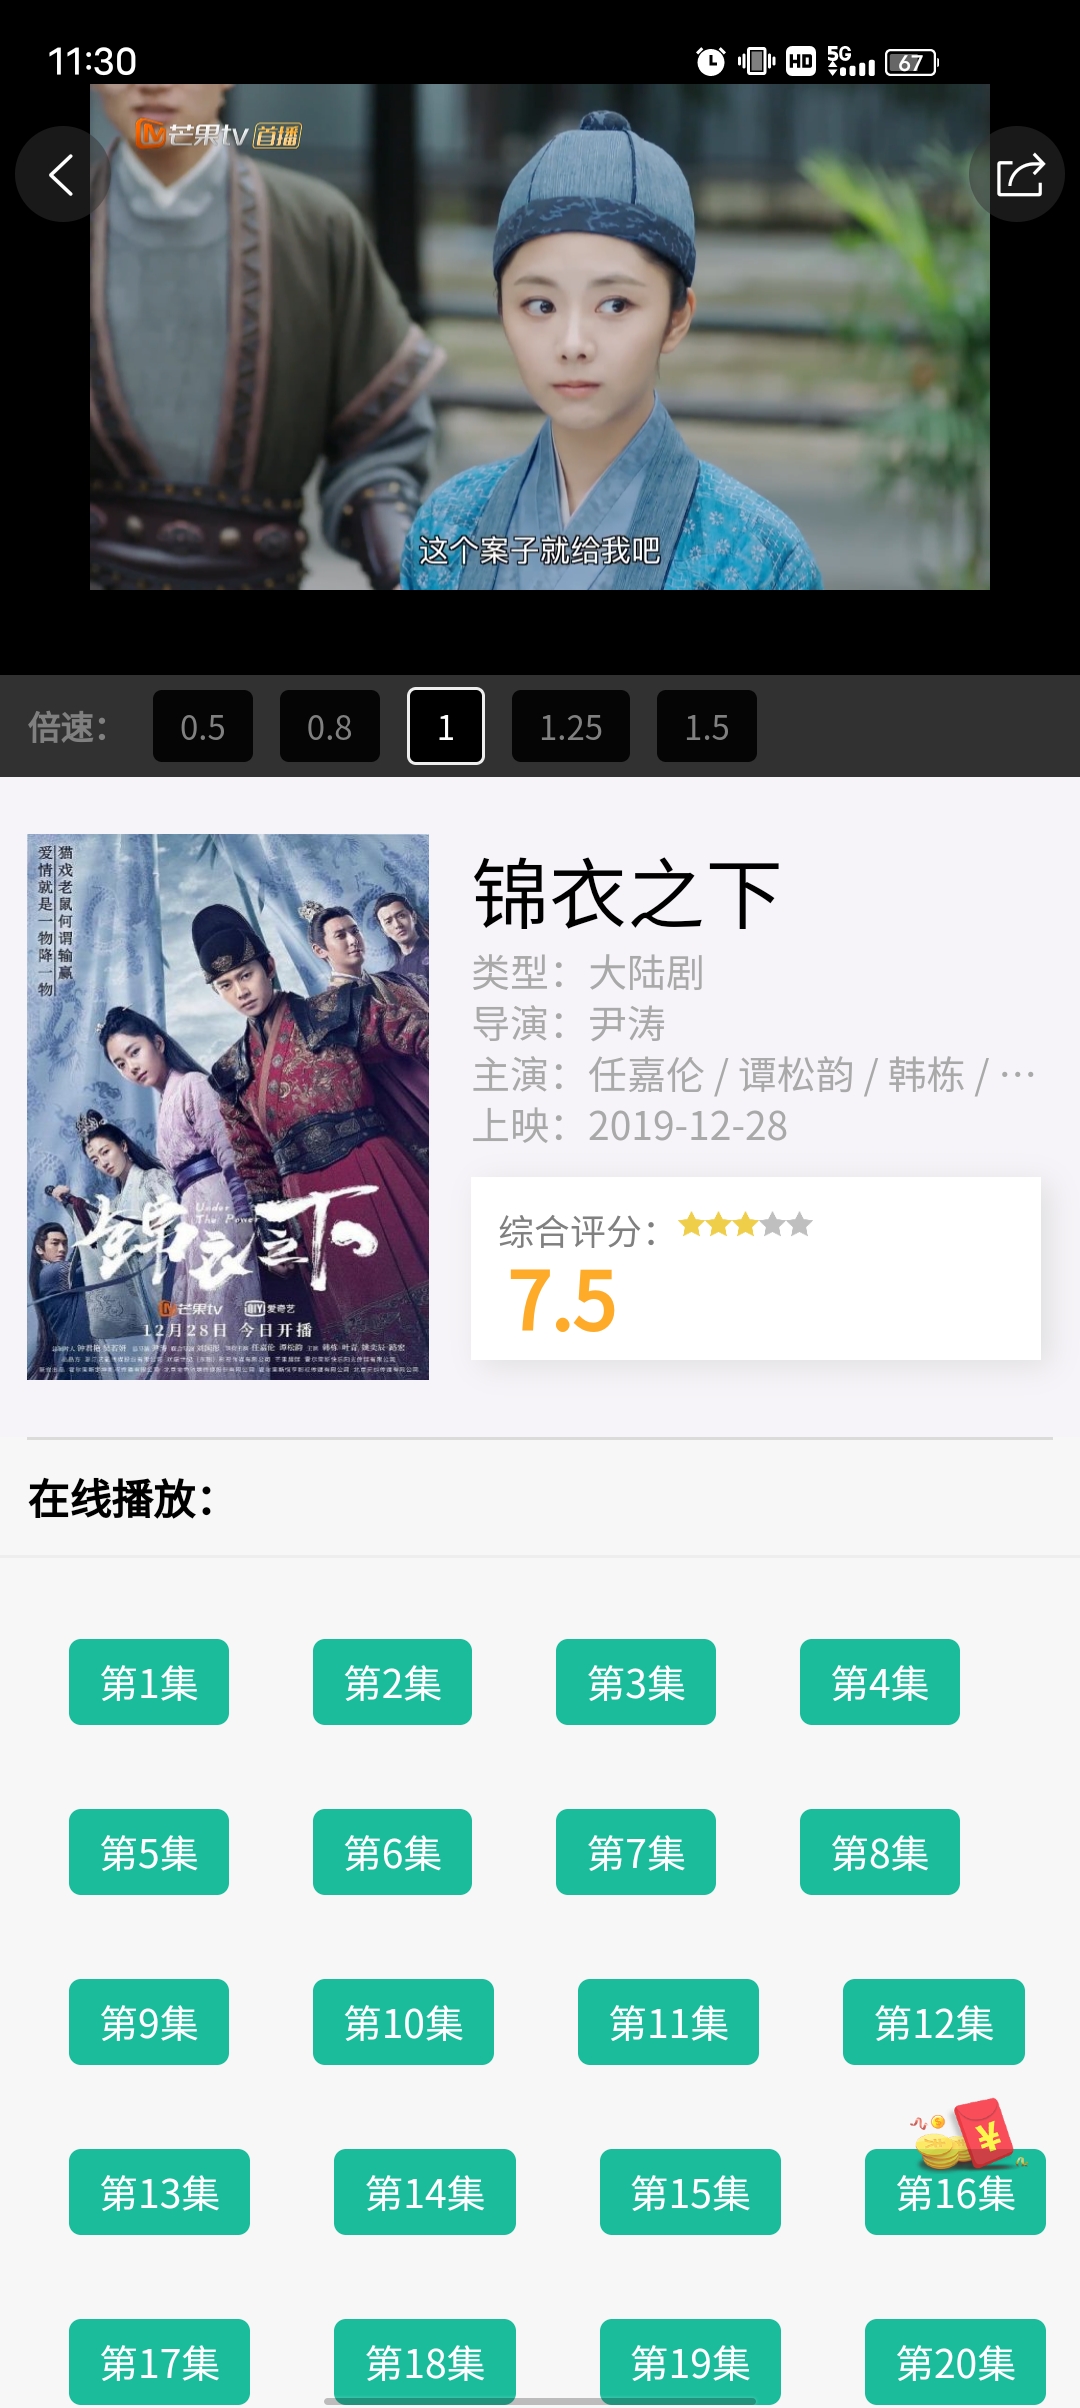 11:30
HD
5G
67
芒果tv 首播
这个案子就给我吧
倍速：
0.5
0.8
1
1.25
1.5
猫戏老鼠何谓输赢
爱情就是一物降一物
锦衣之下
Under The Power
芒果tv
QIY 爱奇艺
12月28日 今日开播
锦衣之下
类型：大陆剧
导演：尹涛
主演：任嘉伦 / 谭松韵 / 韩栋 / ···
上映：2019-12-28
综合评分：
7.5
在线播放：
第1集
第2集
第3集
第4集
第5集
第6集
第7集
第8集
第9集
第10集
第11集
第12集
¥
第13集
第14集
第15集
第16集
第17集
第18集
第19集
第20集